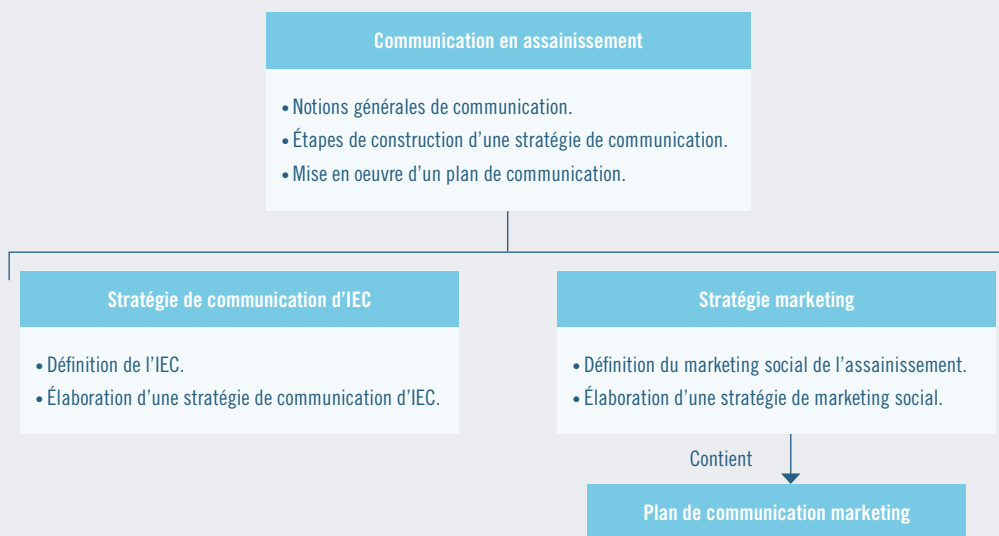 Communication en assainissement
• Notions générales de communication.
• Étapes de construction d’une stratégie de communication.
• Mise en oeuvre d’un plan de communication.
Stratégie de communication d’IEC
• Définition de l’IEC.
• Élaboration d’une stratégie de communication d’IEC.
Stratégie marketing
• Définition du marketing social de l’assainissement.
• Élaboration d’une stratégie de marketing social.
Contient
Plan de communication marketing